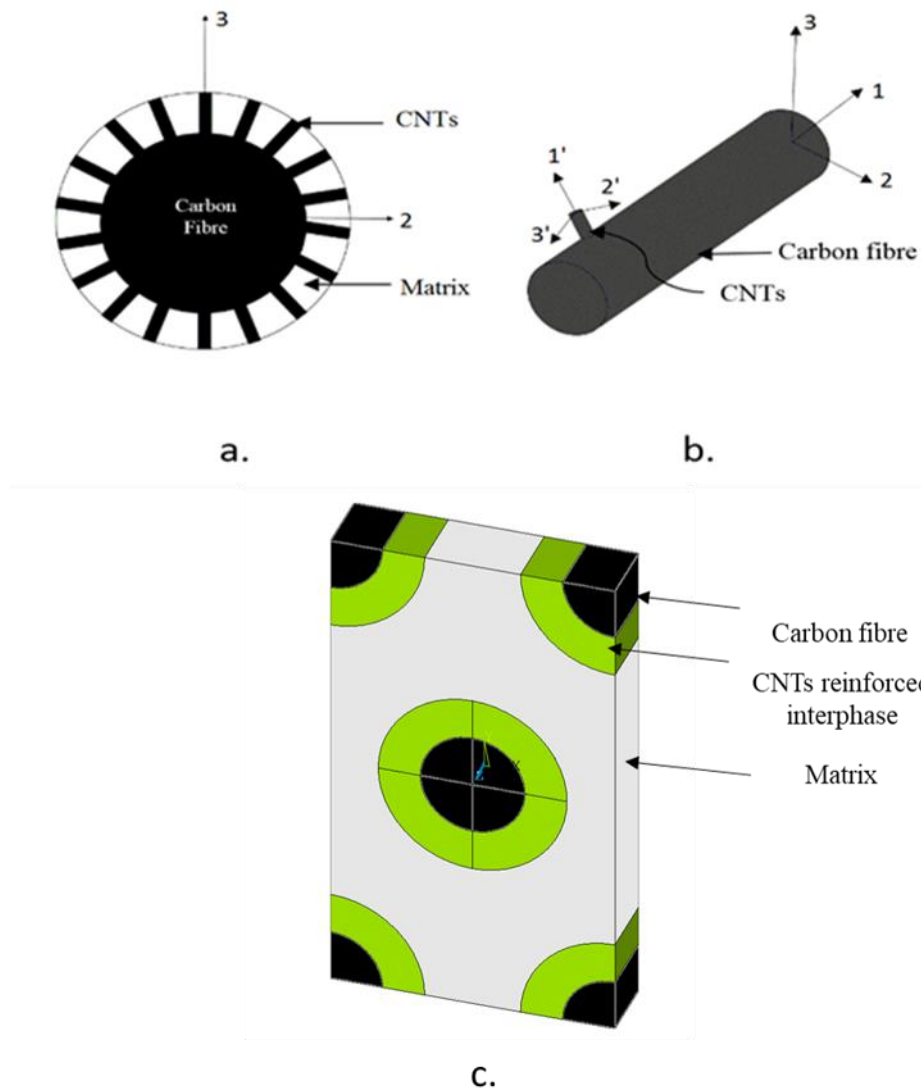 3
CNTs
Carbon
Fibre
2
Matrix
3
1
1'
2'
2
3'
Carbon fibre
CNTs
a.
b.
Carbon fibre
CNTs reinforced
interphase
Matrix
Y
X
Z
c.